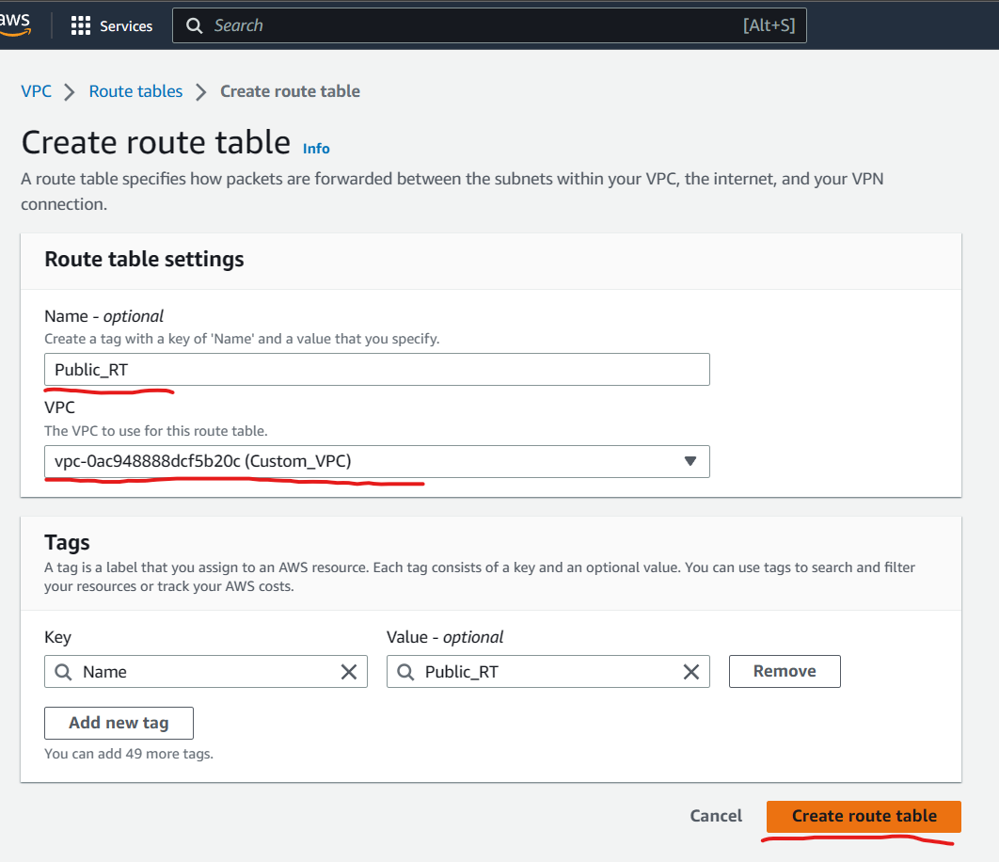 aws
Services
Search
[Alt+S]
VPC
Route tables
Create route table
Create route table
Info
A route table specifies how packets are forwarded between the subnets within your VPC, the internet, and your VPN
connection.
Route table settings
Name - optional
Create a tag with a key of 'Name' and a value that you specify.
Public_RT
VPC
The VPC to use for this route table.
vpc-0ac948888dcf5b20c (Custom_VPC)
Tags
A tag is a label that you assign to an AWS resource. Each tag consists of a key and an optional value. You can use tags to search and filter
your resources or track your AWS costs.
Key
Value - optional
Name
Public_RT
Remove
Add new tag
You can add 49 more tags.
Cancel
Create route table